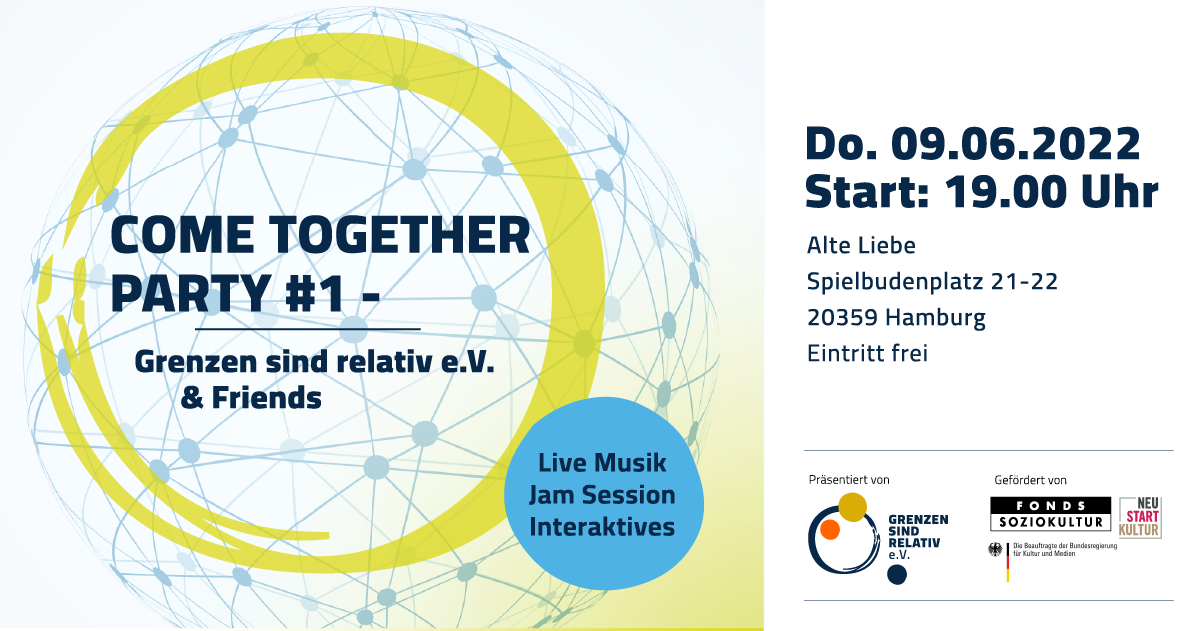 COME TOGETHER
PARTY #1 -
Grenzen sind relativ e.V.
& Friends
Live Musik
Jam Session
Interaktives
Do. 09.06.2022
Start: 19.00 Uhr
Alte Liebe
Spielbudenplatz 21-22
20359 Hamburg
Eintritt frei
Präsentiert von
GRENZEN
SIND
RELATIV
e.V.
Gefördert von
FONDS
SOZIOKULTUR
NEU
START
KULTUR
Die Beauftragte der Bundesregierung
für Kultur und Medien